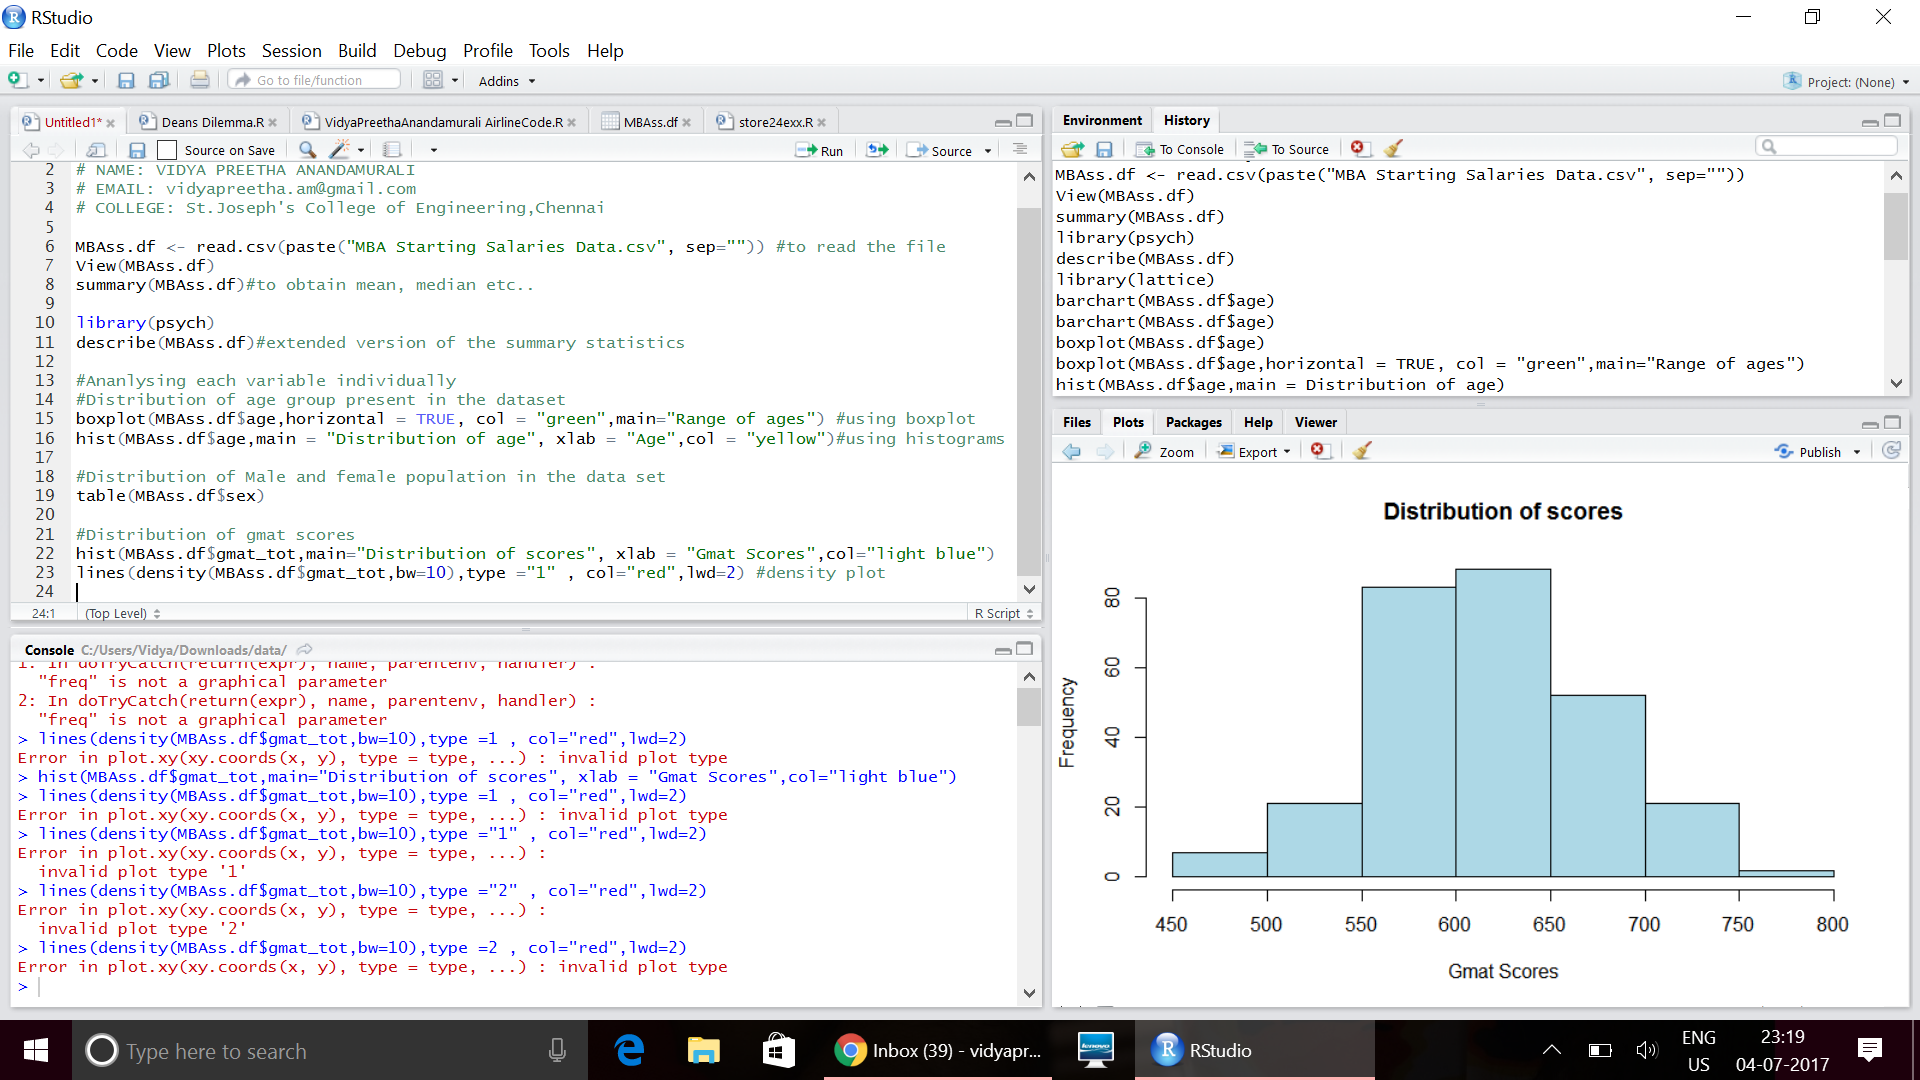 RStudio
File Edit Code View Plots Session Build Debug Profile Tools Help
Go to file/function Addins Project: (None)
Untitled1* Deans Dilemma.R VidyaPreethaAnandamurali AirlineCode.R MBAss.df store24exx.R
Source on Save Run Source
2 # NAME: VIDYA PREETHA ANANDAMURALI
3 # EMAIL: vidyapreetha.am@gmail.com
4 # COLLEGE: St.Joseph's College of Engineering,Chennai
5
6 MBAss.df <- read.csv(paste("MBA Starting Salaries Data.csv", sep="")) #to read the file
7 View(MBAss.df)
8 summary(MBAss.df)#to obtain mean, median etc..
9
10 library(psych)
11 describe(MBAss.df)#extended version of the summary statistics
12
13 #Ananlysing each variable individually
14 #Distribution of age group present in the dataset
15 boxplot(MBAss.df$age,horizontal = TRUE, col = "green",main="Range of ages") #using boxplot
16 hist(MBAss.df$age,main = "Distribution of age", xlab = "Age",col = "yellow")#using histograms
17
18 #Distribution of Male and female population in the data set
19 table(MBAss.df$sex)
20
21 #Distribution of gmat scores
22 hist(MBAss.df$gmat_tot,main="Distribution of scores", xlab = "Gmat Scores",col="light blue")
23 lines(density(MBAss.df$gmat_tot,bw=10),type ="1" , col="red",lwd=2) #density plot
24
24:1 (Top Level) R Script
Console C:/Users/Vidya/Downloads/data/
1: In doTryCatch(return(expr), name, parentenv, handler) :
"freq" is not a graphical parameter
2: In doTryCatch(return(expr), name, parentenv, handler) :
"freq" is not a graphical parameter
> lines(density(MBAss.df$gmat_tot,bw=10),type =1 , col="red",lwd=2)
Error in plot.xy(xy.coords(x, y), type = type, ...) : invalid plot type
> hist(MBAss.df$gmat_tot,main="Distribution of scores", xlab = "Gmat Scores",col="light blue")
> lines(density(MBAss.df$gmat_tot,bw=10),type =1 , col="red",lwd=2)
Error in plot.xy(xy.coords(x, y), type = type, ...) : invalid plot type
> lines(density(MBAss.df$gmat_tot,bw=10),type ="1" , col="red",lwd=2)
Error in plot.xy(xy.coords(x, y), type = type, ...) :
invalid plot type '1'
> lines(density(MBAss.df$gmat_tot,bw=10),type ="2" , col="red",lwd=2)
Error in plot.xy(xy.coords(x, y), type = type, ...) :
invalid plot type '2'
> lines(density(MBAss.df$gmat_tot,bw=10),type =2 , col="red",lwd=2)
Error in plot.xy(xy.coords(x, y), type = type, ...) : invalid plot type
>
Environment History
To Console To Source
MBAss.df <- read.csv(paste("MBA Starting Salaries Data.csv", sep=""))
View(MBAss.df)
summary(MBAss.df)
library(psych)
describe(MBAss.df)
library(lattice)
barchart(MBAss.df$age)
barchart(MBAss.df$age)
boxplot(MBAss.df$age)
boxplot(MBAss.df$age,horizontal = TRUE, col = "green",main="Range of ages")
hist(MBAss.df$age,main = Distribution of age)
Files Plots Packages Help Viewer
Zoom Export Publish
Distribution of scores
80
60
40
20
0
Frequency
450 500 550 600 650 700 750 800
Gmat Scores
Type here to search
lenovo
Inbox (39) - vidyapr...
RStudio
ENG
US
23:19
04-07-2017